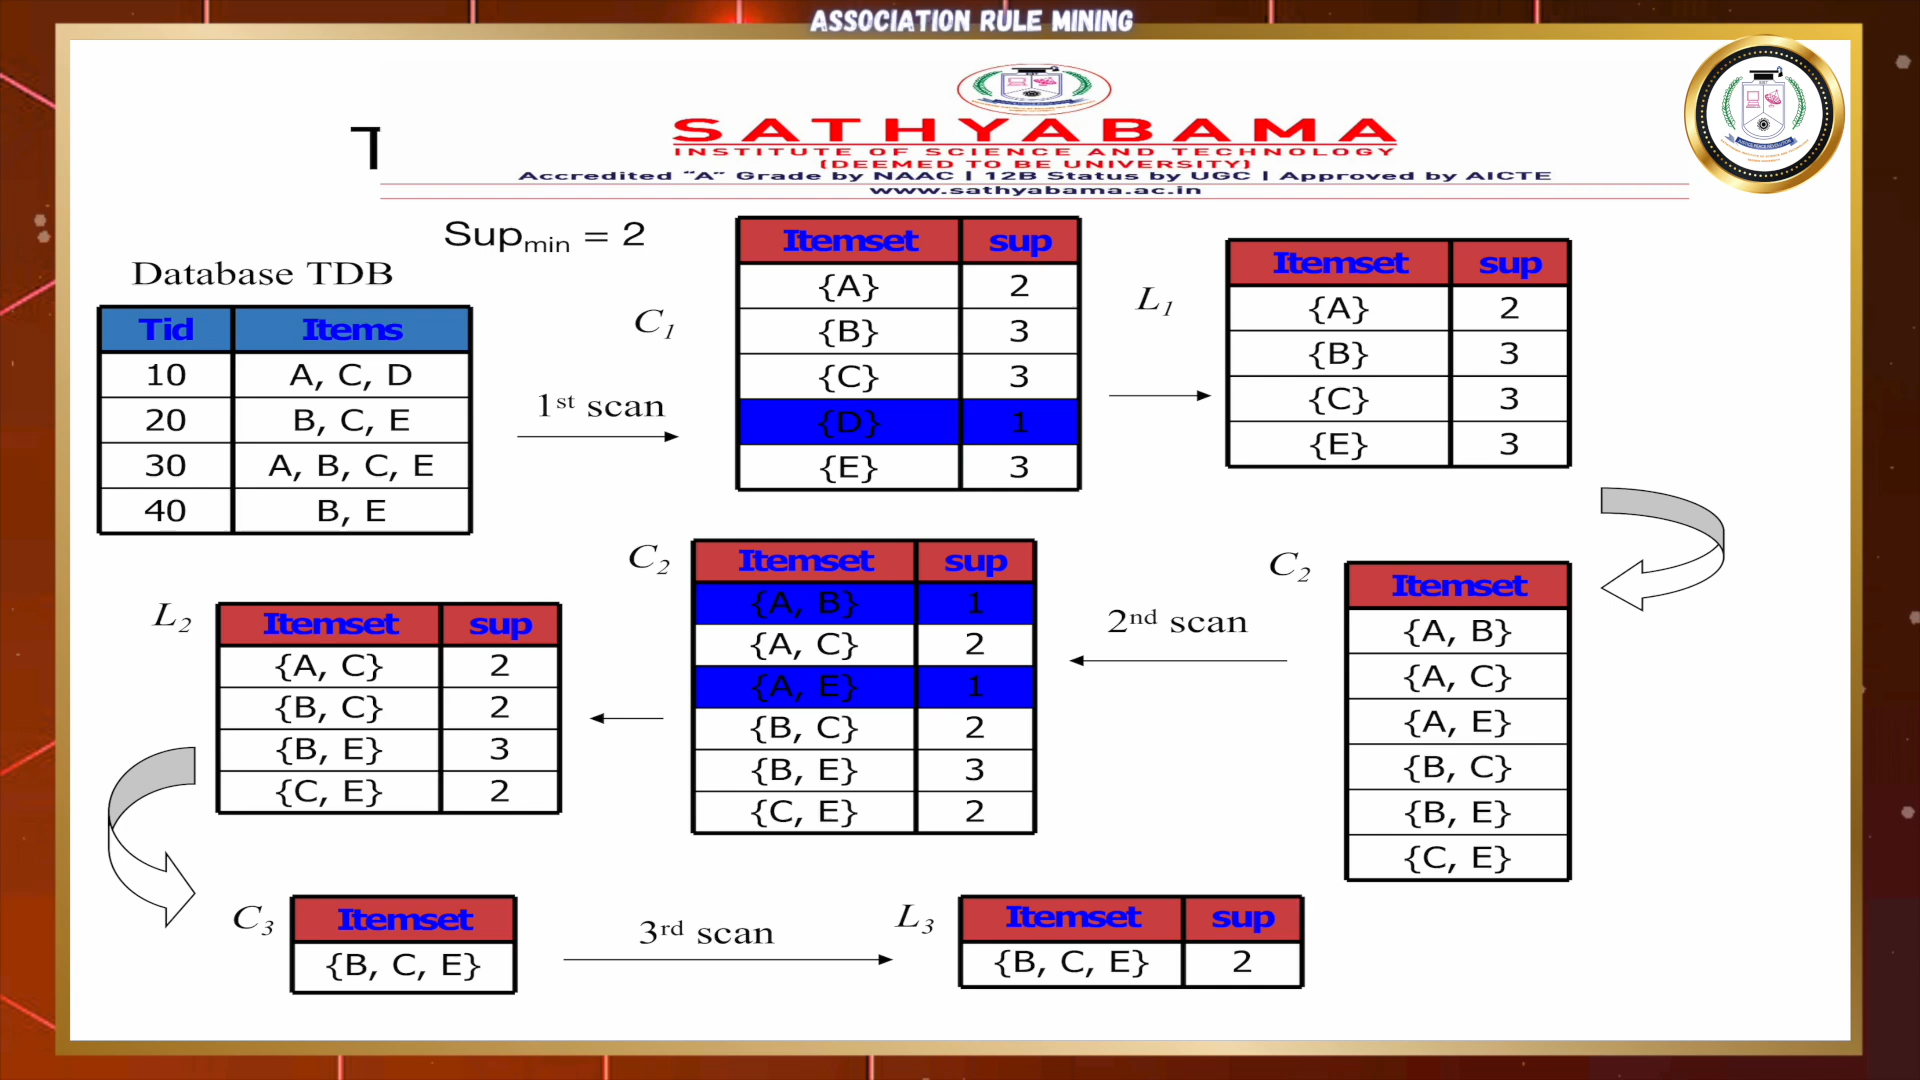 ASSOCIATION RULE MINING
T
SATHYABAMA
INSTITUTE OF SCIENCE AND TECHNOLOGY
(DEEMED TO BE UNIVERSITY)
Accredited “A” Grade by NAAC | 12B Status by UGC | Approved by AICTE
www.sathyabama.ac.in
Supmin = 2
Database TDB
Tid Items
10 A, C, D
20 B, C, E
30 A, B, C, E
40 B, E
1st scan
C1
Itemset sup
{A} 2
{B} 3
{C} 3
{D} 1
{E} 3
L1
Itemset sup
{A} 2
{B} 3
{C} 3
{E} 3
C2
Itemset
{A, B}
{A, C}
{A, E}
{B, C}
{B, E}
{C, E}
2nd scan
C2
Itemset sup
{A, B} 1
{A, C} 2
{A, E} 1
{B, C} 2
{B, E} 3
{C, E} 2
L2
Itemset sup
{A, C} 2
{B, C} 2
{B, E} 3
{C, E} 2
C3
Itemset
{B, C, E}
3rd scan
L3
Itemset sup
{B, C, E} 2